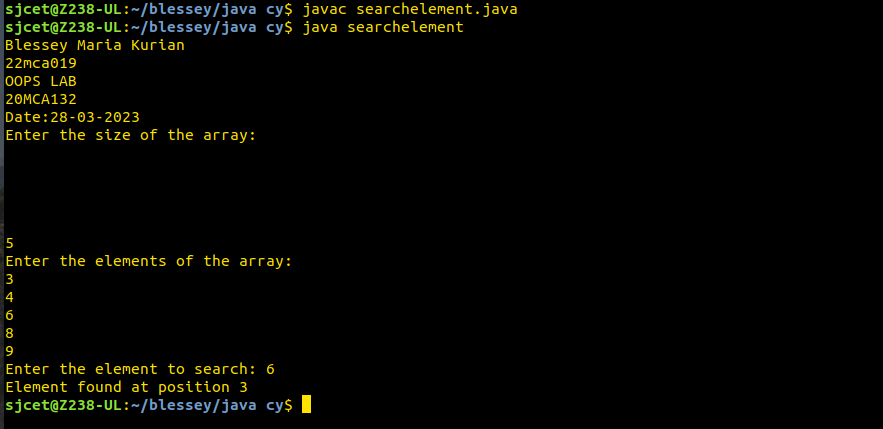 sjcet@Z238-UL:~/blessey/java cy$ javac searchelement.java
sjcet@Z238-UL:~/blessey/java cy$ java searchelement
Blessey Maria Kurian
22mca019
OOPS LAB
20MCA132
Date:28-03-2023
Enter the size of the array:
5
Enter the elements of the array:
3
4
6
8
9
Enter the element to search: 6
Element found at position 3
sjcet@Z238-UL:~/blessey/java cy$